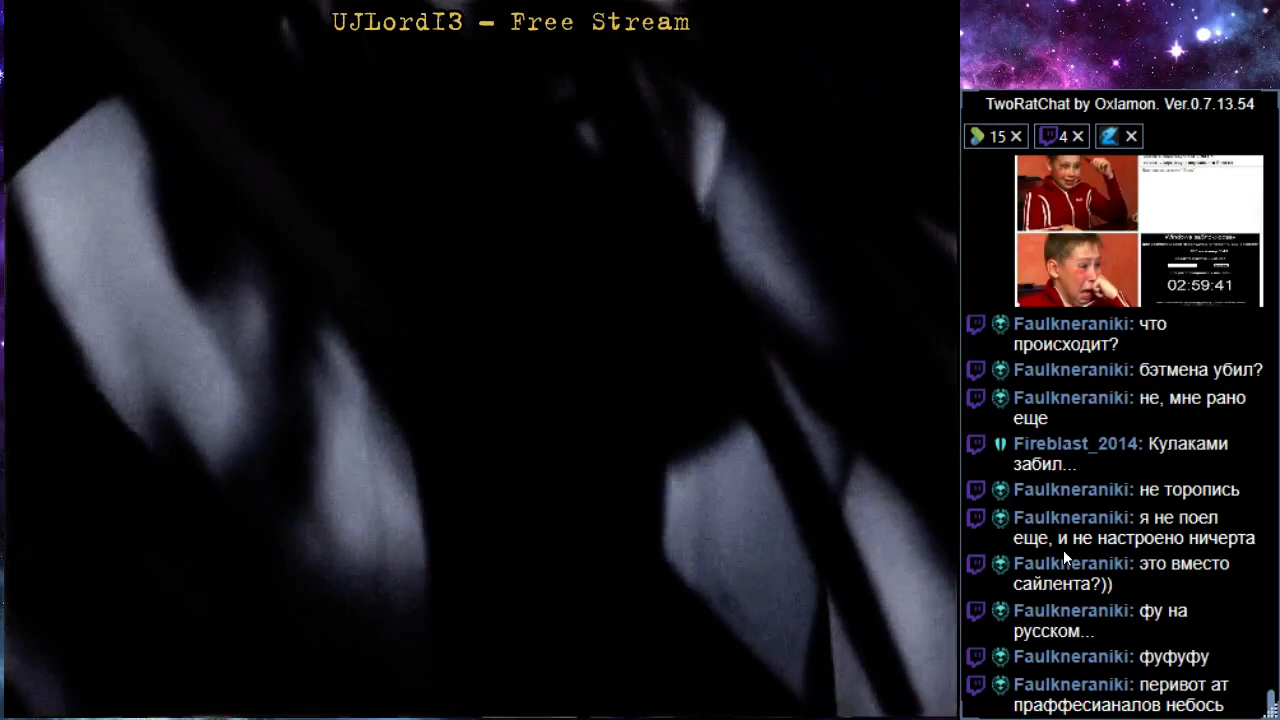 UJLordI3 - Free Stream
TwoRatChat by Oxlamon. Ver.0.7.13.54
15
4
02:59:41
Faulkneraniki: что
происходит?
Faulkneraniki: бэтмена убил?
Faulkneraniki: не, мне рано
еще
Fireblast_2014: Кулаками
забил...
Faulkneraniki: не торопись
Faulkneraniki: я не поел
еще, и не настроено ничерта
Faulkneraniki: это вместо
сайлента?))
Faulkneraniki: фу на
русском...
Faulkneraniki: фуфуфу
Faulkneraniki: перивот ат
праффесианалов небось